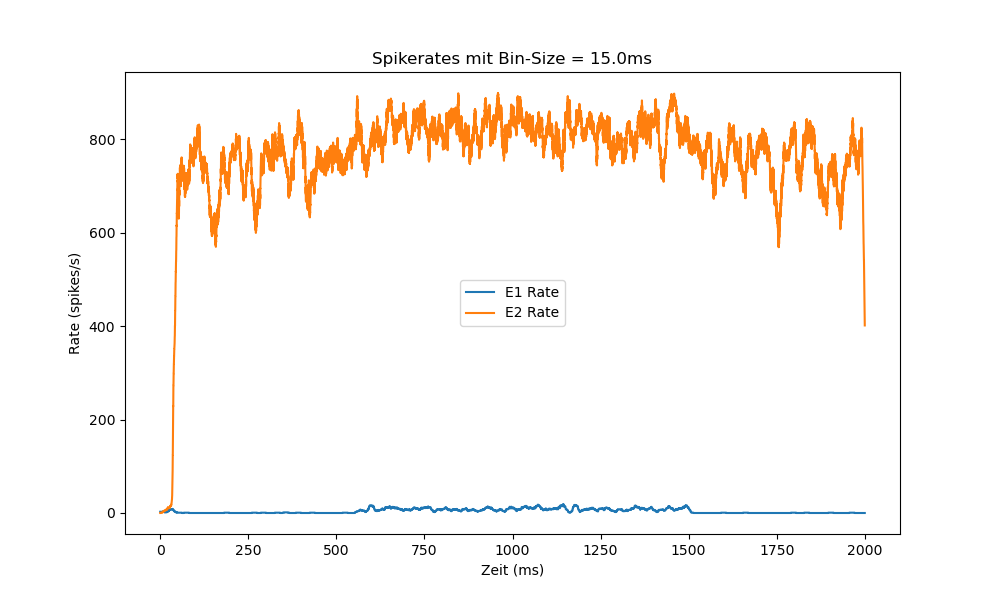 Spikerates mit Bin-Size = 15.0ms
Rate (spikes/s)
800
600
400
200
0
E1 Rate
E2 Rate
0 250 500 750 1000 1250 1500 1750 2000
Zeit (ms)